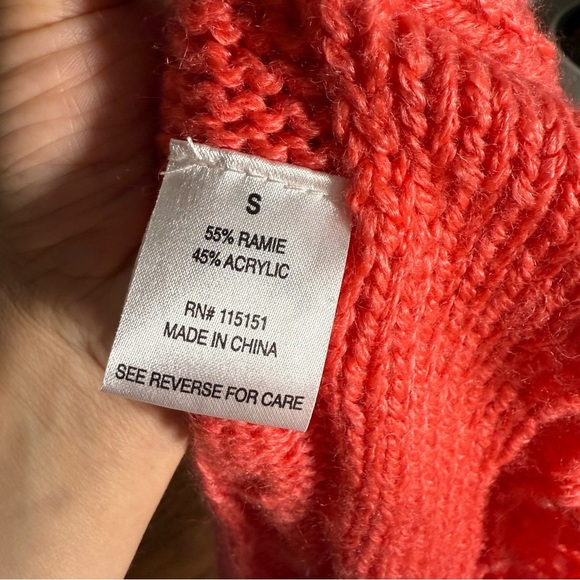 S
55% RAMIE
45% ACRYLIC
RN# 115151
MADE IN CHINA
SEE REVERSE FOR CARE